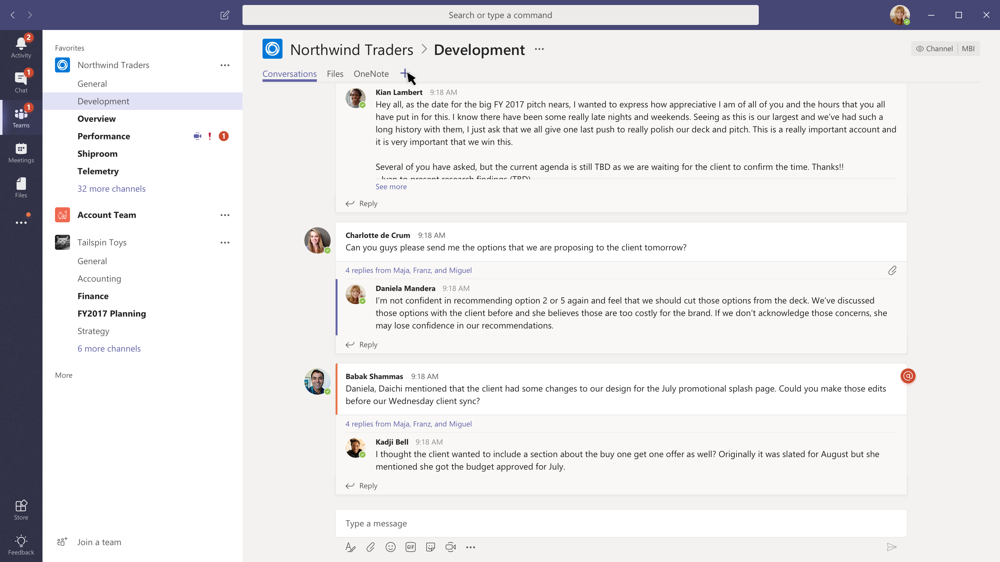 Search or type a command
2
Activity
1
Chat
1
Teams
Meetings
Files
Store
Feedback
Favorites
Northwind Traders
General
Development
Overview
Performance
1
Shiproom
Telemetry
32 more channels
Account Team
Tailspin Toys
General
Accounting
Finance
FY2017 Planning
Strategy
6 more channels
More
Join a team
Northwind Traders > Development
Channel
MBI
Conversations
Files
OneNote
Kian Lambert 9:18 AM
Hey all, as the date for the big FY 2017 pitch nears, I wanted to express how appreciative I am of all of you and the hours that you all
have put in for this. I know there have been some really late nights and weekends. Seeing as this is our largest and we’ve had such a
long history with them, I just ask that we all give one last push to really polish our deck and pitch. This is a really important account and
it is very important that we win this.
Several of you have asked, but the current agenda is still TBD as we are waiting for the client to confirm the time. Thanks!!
to present research findings (TBD)
See more
Reply
Charlotte de Crum 9:18 AM
Can you guys please send me the options that we are proposing to the client tomorrow?
4 replies from Maja, Franz, and Miguel
Daniela Mandera 9:18 AM
I’m not confident in recommending option 2 or 5 again and feel that we should cut those options from the deck. We’ve discussed
those options with the client before and she believes those are too costly for the brand. If we don’t acknowledge those concerns, she
may lose confidence in our recommendations.
Reply
Babak Shammas 9:18 AM
@
Daniela, Daichi mentioned that the client had some changes to our design for the July promotional splash page. Could you make those edits
before our Wednesday client sync?
4 replies from Maja, Franz, and Miguel
Kadji Bell 9:18 AM
I thought the client wanted to include a section about the buy one get one offer as well? Originally it was slated for August but she
mentioned she got the budget approved for July.
Reply
Type a message
GIF